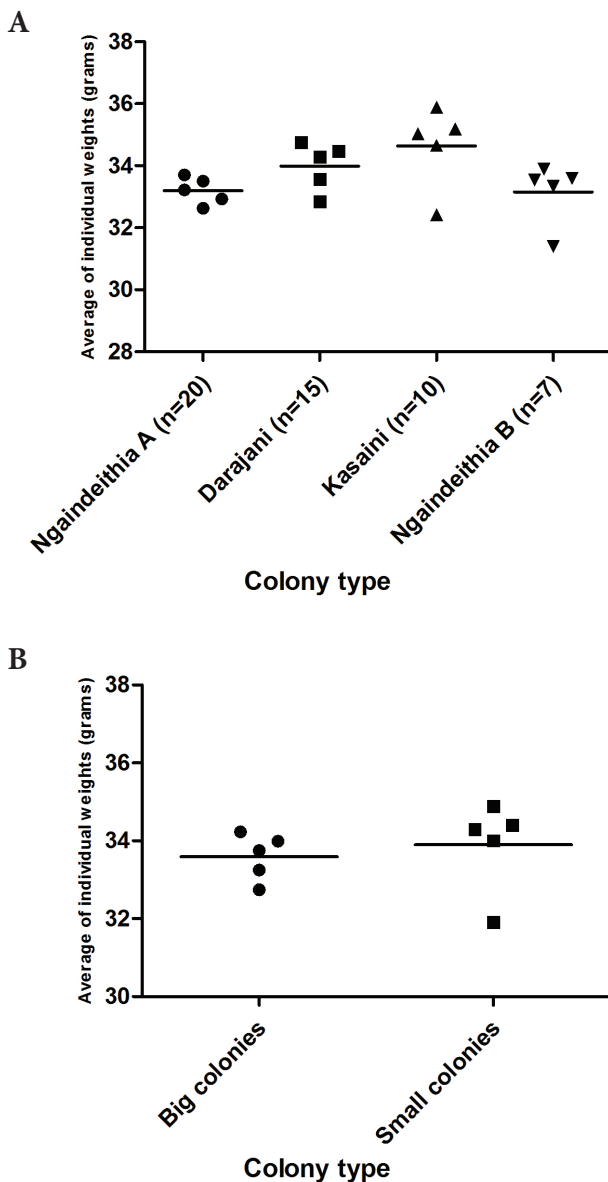 A
Average of individual weights (grams)
38
36
34
32
30
28
Ngaindeithia A (n=20)
Darajani (n=15)
Kasaini (n=10)
Ngaindeithia B (n=7)
Colony type
B
Average of individual weights (grams)
38
36
34
32
30
Big colonies
Small colonies
Colony type